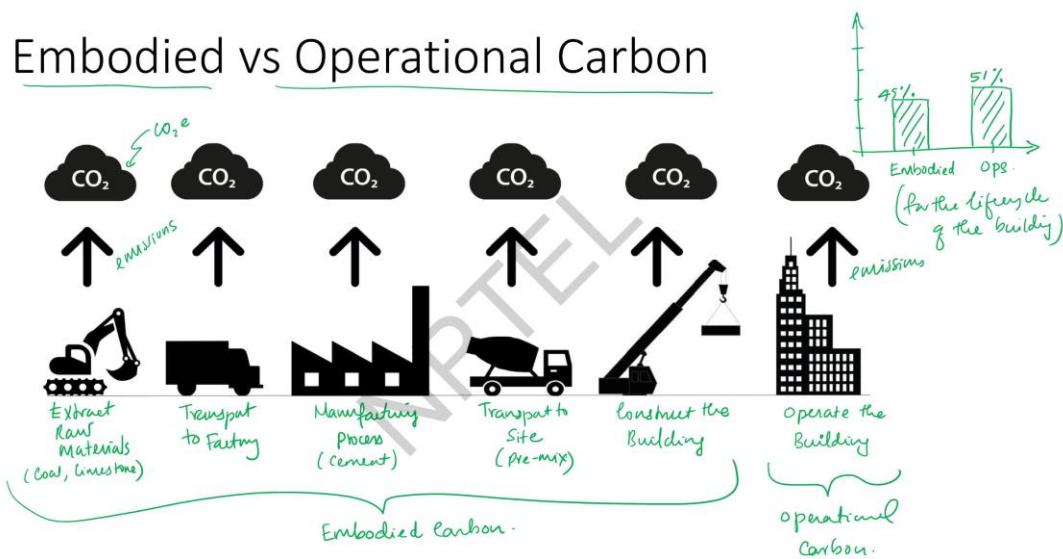 Embodied vs Operational Carbon
CO₂e
CO₂
CO₂
CO₂
CO₂
CO₂
CO₂
45%
51%
Embodied
Ops.
(for the lifecycle
of the building)
emissions
emissions
NPTEL
Extract
Raw
Materials
(Coal, limestone)
Transport
to Factory
Manufacturing
Process
(Cement)
Transport to
Site
(Pre-mix)
Construct the
Building
Operate the
Building
Embodied Carbon.
Operational
Carbon.